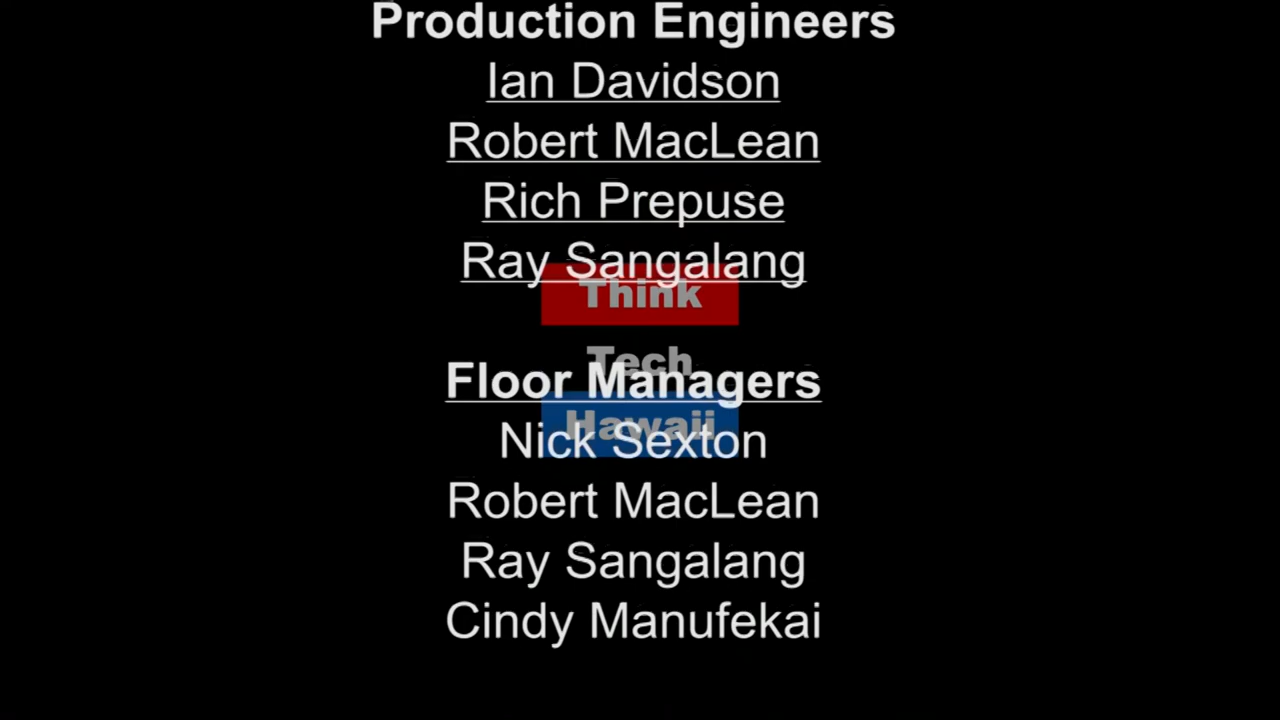 Production Engineers
Ian Davidson
Robert MacLean
Rich Prepuse
Ray Sangalang
Think
Tech
Floor Managers
Hawaii
Nick Sexton
Robert MacLean
Ray Sangalang
Cindy Manufekai